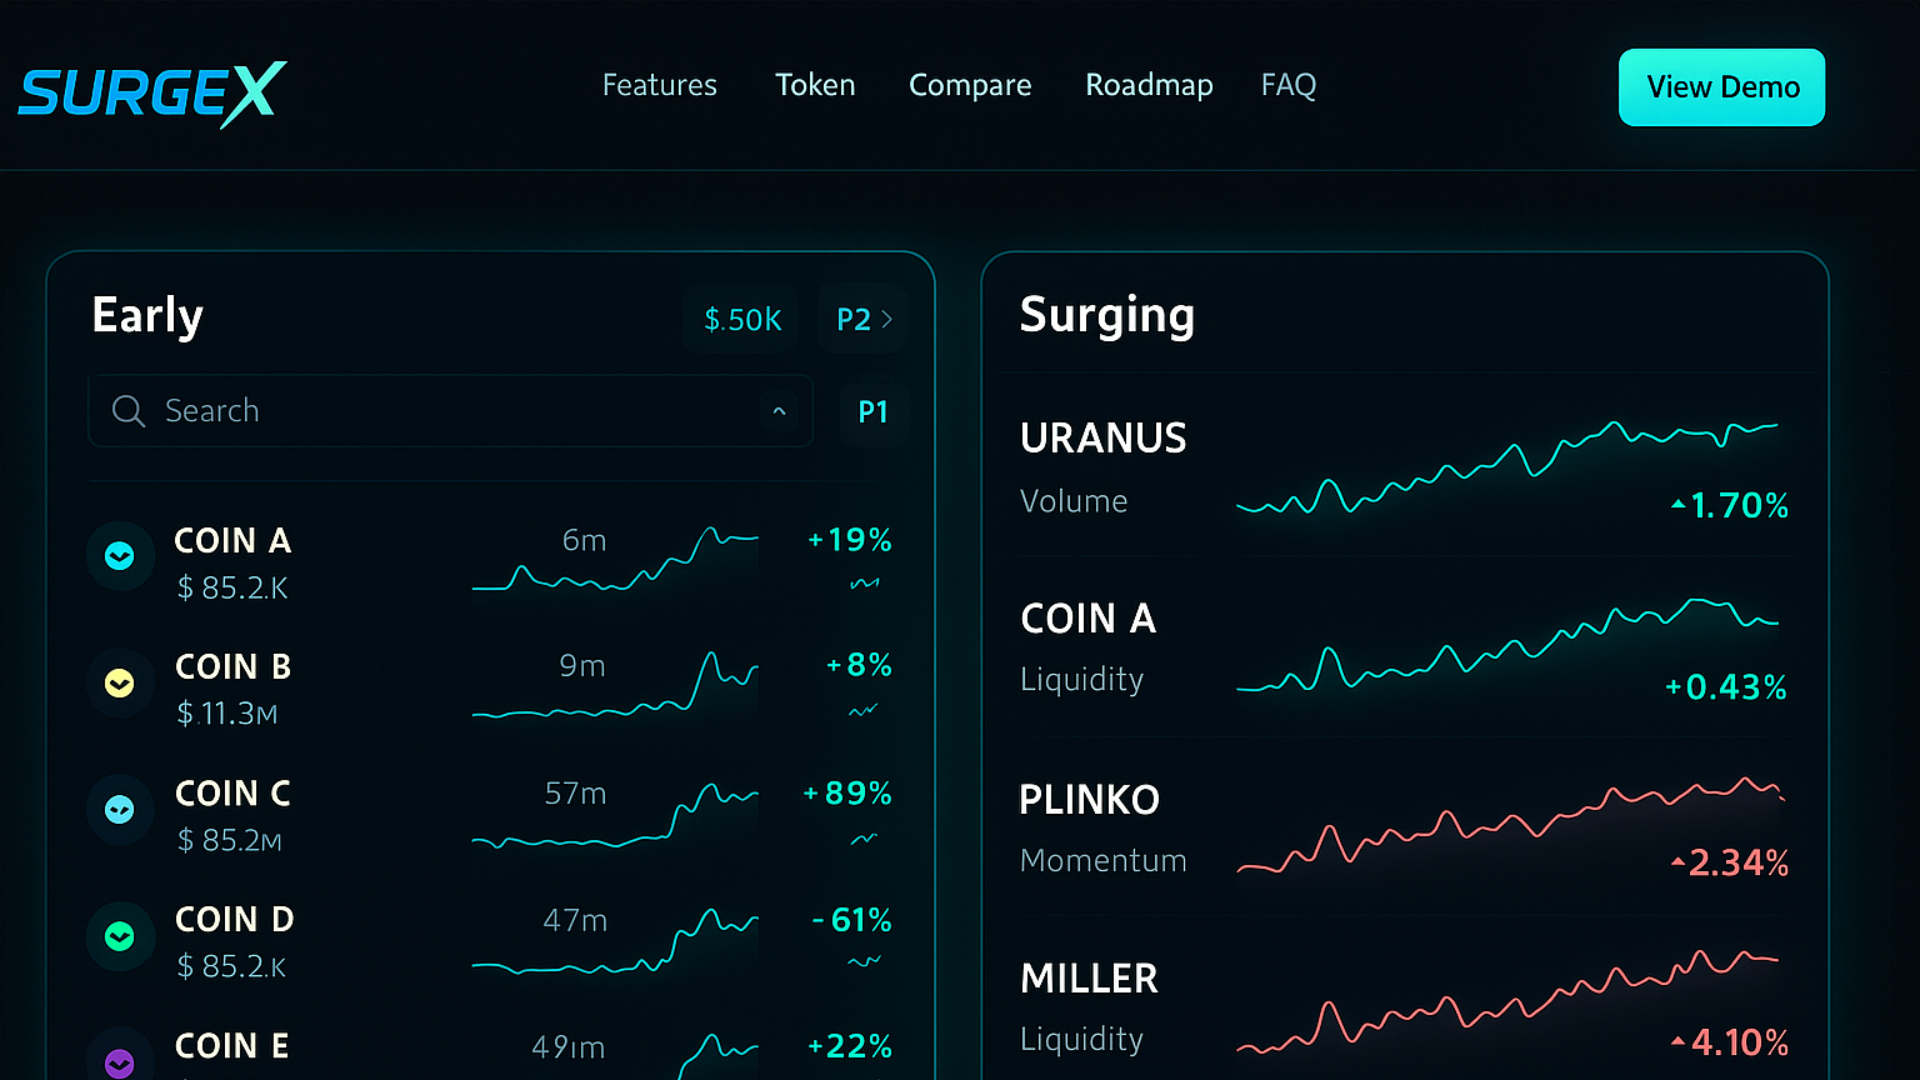 SURGEX
Features Token Compare Roadmap FAQ
View Demo
Early
$.50K P2 >
Search
P1
COIN A 6m +19%
$ 85.2.K
COIN B 9m +8%
$.11.3M
COIN C 57m +89%
$ 85.2M
COIN D 47m -61%
$ 85.2.K
COIN E 49ım +22%
Surging
URANUS
Volume ▲1.70%
COIN A
Liquidity +0.43%
PLINKO
Momentum ▲2.34%
MILLER
Liquidity ▲4.10%